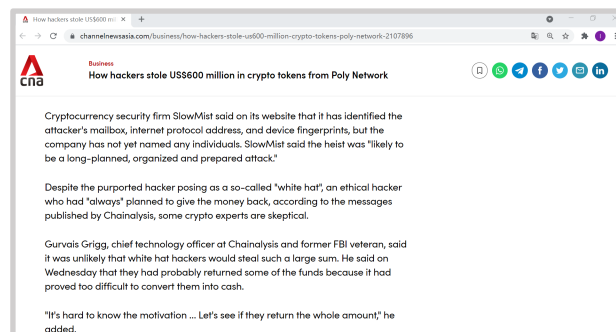 How hackers stole US$600 mil
channelnewsasia.com/business/how-hackers-stole-us600-million-crypto-tokens-poly-network-2107896
cna
Business
How hackers stole US$600 million in crypto tokens from Poly Network
Cryptocurrency security firm SlowMist said on its website that it has identified the
attacker's mailbox, internet protocol address, and device fingerprints, but the
company has not yet named any individuals. SlowMist said the heist was "likely to
be a long-planned, organized and prepared attack."
Despite the purported hacker posing as a so-called "white hat", an ethical hacker
who had "always" planned to give the money back, according to the messages
published by Chainalysis, some crypto experts are skeptical.
Gurvais Grigg, chief technology officer at Chainalysis and former FBI veteran, said
it was unlikely that white hat hackers would steal such a large sum. He said on
Wednesday that they had probably returned some of the funds because it had
proved too difficult to convert them into cash.
"It's hard to know the motivation ... Let's see if they return the whole amount," he
added.